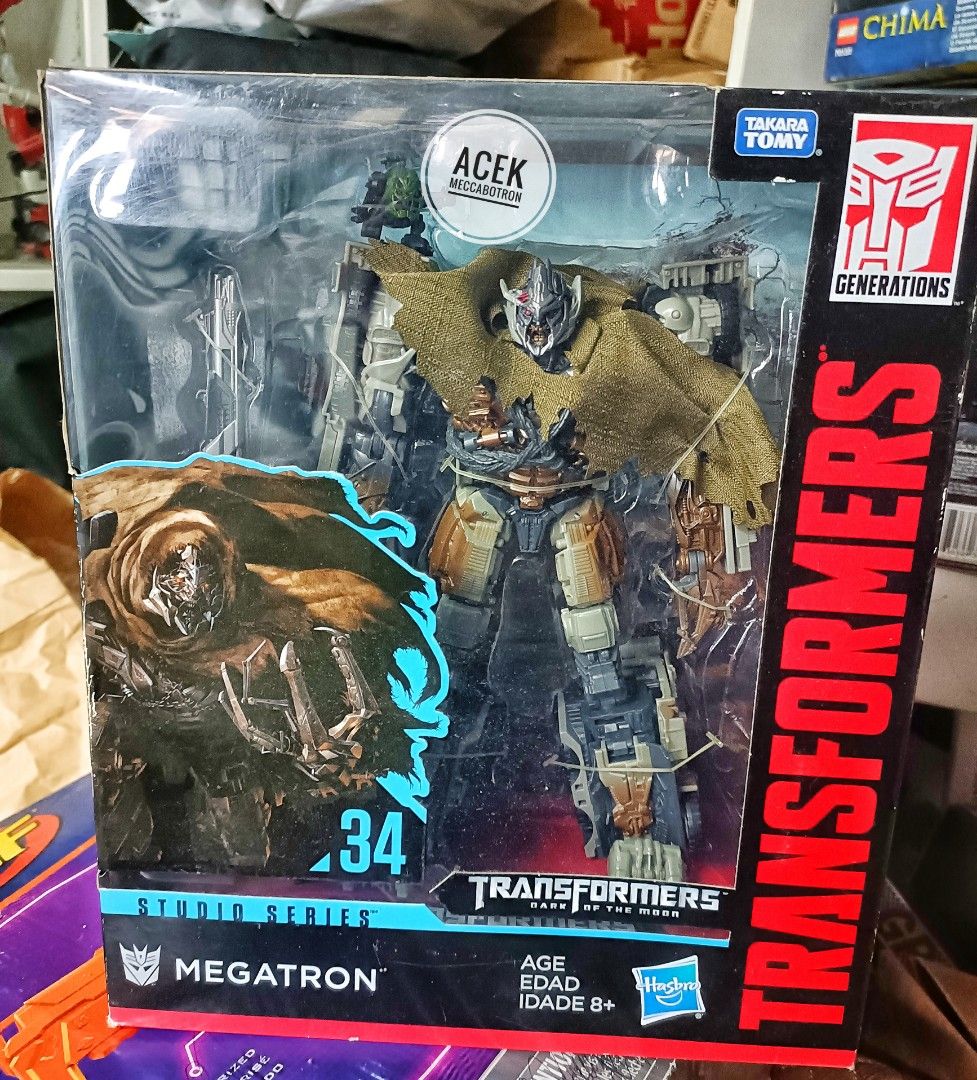 LEGO
CHIMA
ACEK
MECCABOTRON
TAKARA
TOMY
GENERATIONS
TRANSFORMERS
34
STUDIO SERIES
TRANSFORMERS
DARK OF THE MOON
MEGATRON
AGE
EDAD
IDADE 8+
Hasbro